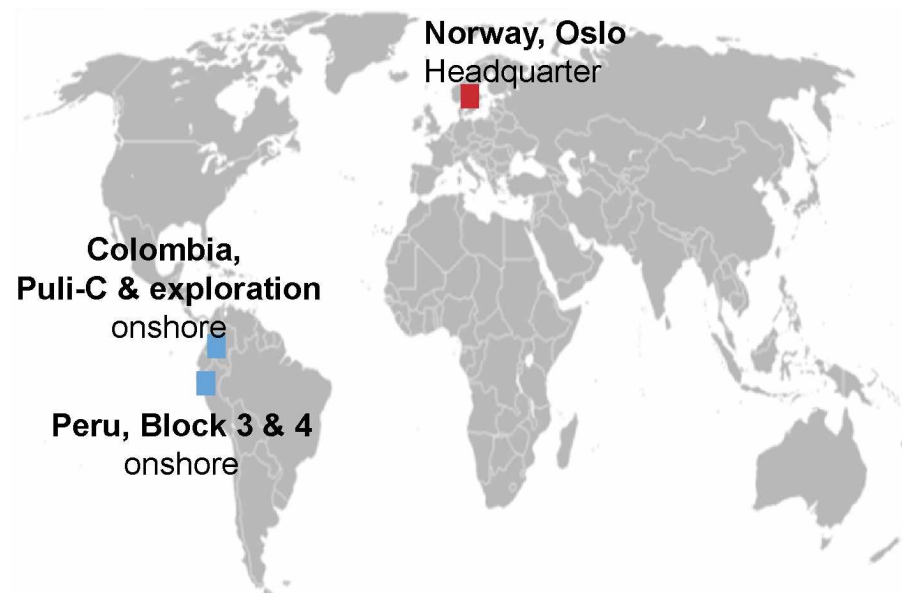 Norway, Oslo
Headquarter
Colombia,
Puli-C & exploration
onshore
Peru, Block 3 & 4
onshore